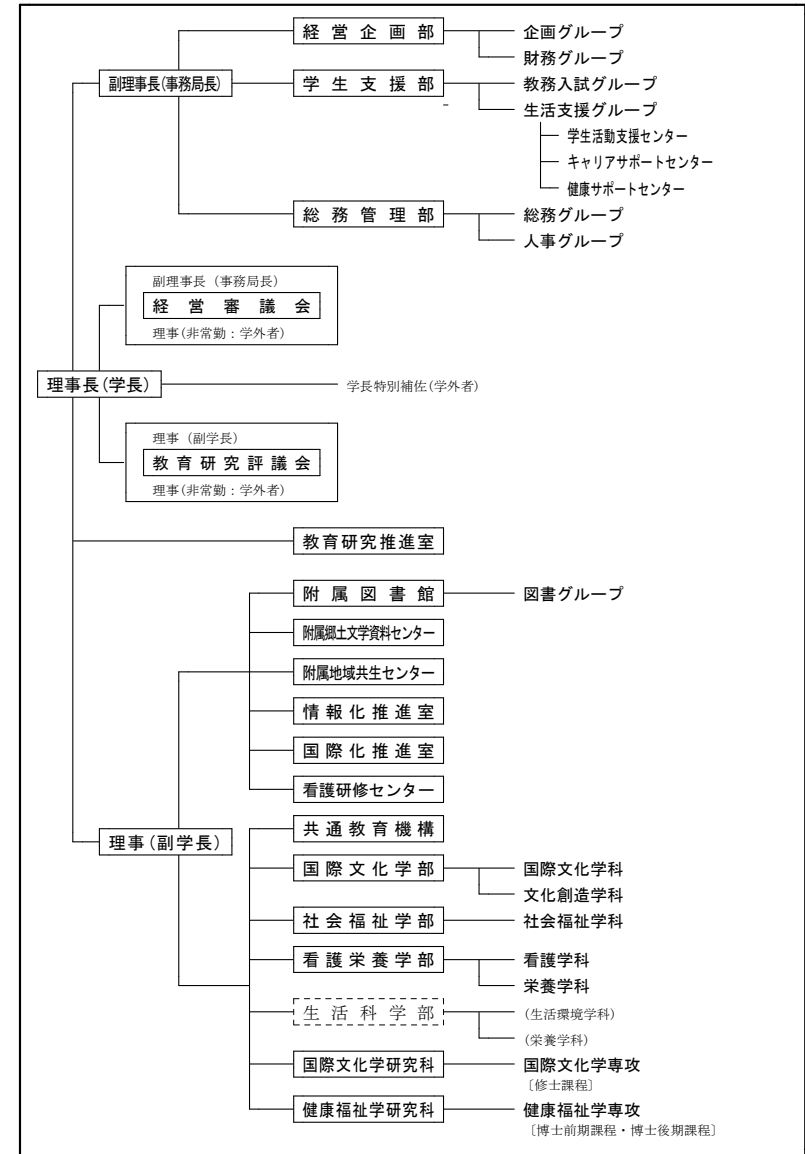 経営企画部 企画グループ
財務グループ
副理事長(事務局長) 学生支援部 教務入試グループ
生活支援グループ
学生活動支援センター
キャリアサポートセンター
健康サポートセンター
総務管理部 総務グループ
人事グループ
副理事長（事務局長）
経営審議会
理事(非常勤：学外者)
理事長(学長) 学長特別補佐(学外者)
理事（副学長）
教育研究評議会
理事(非常勤：学外者)
教育研究推進室
附属図書館 図書グループ
附属郷土文学資料センター
附属地域共生センター
情報化推進室
国際化推進室
看護研修センター
共通教育機構
理事(副学長)
国際文化学部 国際文化学科
文化創造学科
社会福祉学部 社会福祉学科
看護栄養学部 看護学科
栄養学科
生活科学部 (生活環境学科)
(栄養学科)
国際文化学研究科 国際文化学専攻
〔修士課程〕
健康福祉学研究科 健康福祉学専攻
〔博士前期課程・博士後期課程〕